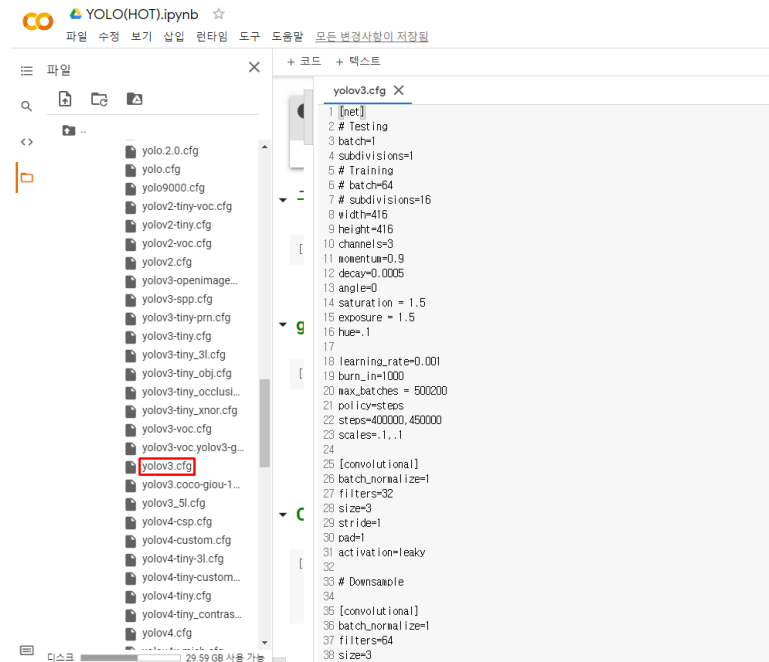 YOLO(HOT).ipynb
파일 수정 보기 삽입 런타임 도구 도움말 모든 변경사항이 저장됨
파일
+ 코드 + 텍스트
..
yolo.2.0.cfg
yolo.cfg
yolo9000.cfg
yolov2-tiny-voc.cfg
yolov2-tiny.cfg
yolov2-voc.cfg
yolov2.cfg
yolov3-openimage...
yolov3-spp.cfg
yolov3-tiny-prn.cfg
yolov3-tiny.cfg
yolov3-tiny_3l.cfg
yolov3-tiny_obj.cfg
yolov3-tiny_occlusi...
yolov3-tiny_xnor.cfg
yolov3-voc.cfg
yolov3-voc.yolov3-g...
yolov3.cfg
yolov3.coco-giou-1...
yolov3_5l.cfg
yolov4-csp.cfg
yolov4-custom.cfg
yolov4-tiny-3l.cfg
yolov4-tiny-custom...
yolov4-tiny.cfg
yolov4-tiny_contras...
yolov4.cfg
디스크 29.59 GB 사용 가능
yolov3.cfg
1 [net]
2 # Testing
3 batch=1
4 subdivisions=1
5 # Training
6 # batch=64
7 # subdivisions=16
8 width=416
9 height=416
10 channels=3
11 momentum=0.9
12 decay=0.0005
13 angle=0
14 saturation = 1.5
15 exposure = 1.5
16 hue=.1
17
18 learning_rate=0.001
19 burn_in=1000
20 max_batches = 500200
21 policy=steps
22 steps=400000,450000
23 scales=.1,.1
24
25 [convolutional]
26 batch_normalize=1
27 filters=32
28 size=3
29 stride=1
30 pad=1
31 activation=leaky
32
33 # Downsample
34
35 [convolutional]
36 batch_normalize=1
37 filters=64
38 size=3